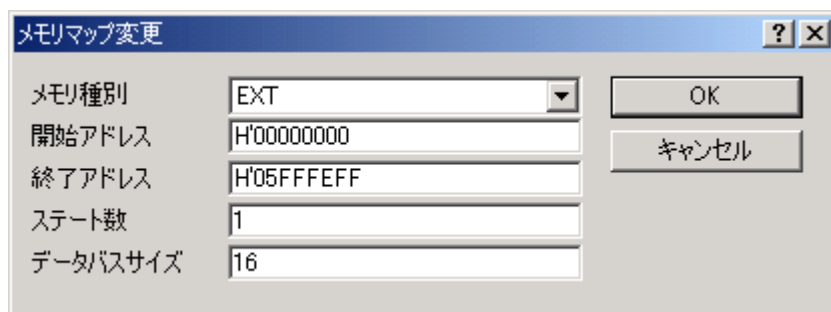 メモリマップ変更
メモリ種別 EXT OK
開始アドレス H'00000000 キャンセル
終了アドレス H'05FFFEFF
ステート数 1
データバスサイズ 16